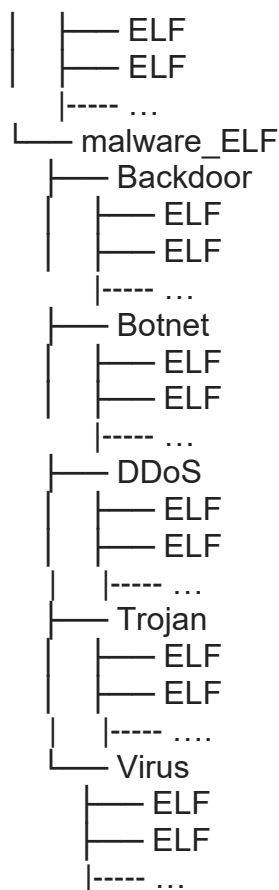 │ ├── ELF
│ ├── ELF
|----- …
└── malware_ELF
├── Backdoor
│ ├── ELF
│ ├── ELF
|----- …
├── Botnet
│ ├── ELF
│ ├── ELF
|----- …
├── DDoS
│ ├── ELF
│ ├── ELF
| |----- …
├── Trojan
│ ├── ELF
│ ├── ELF
| |----- ….
└── Virus
├── ELF
├── ELF
|----- …